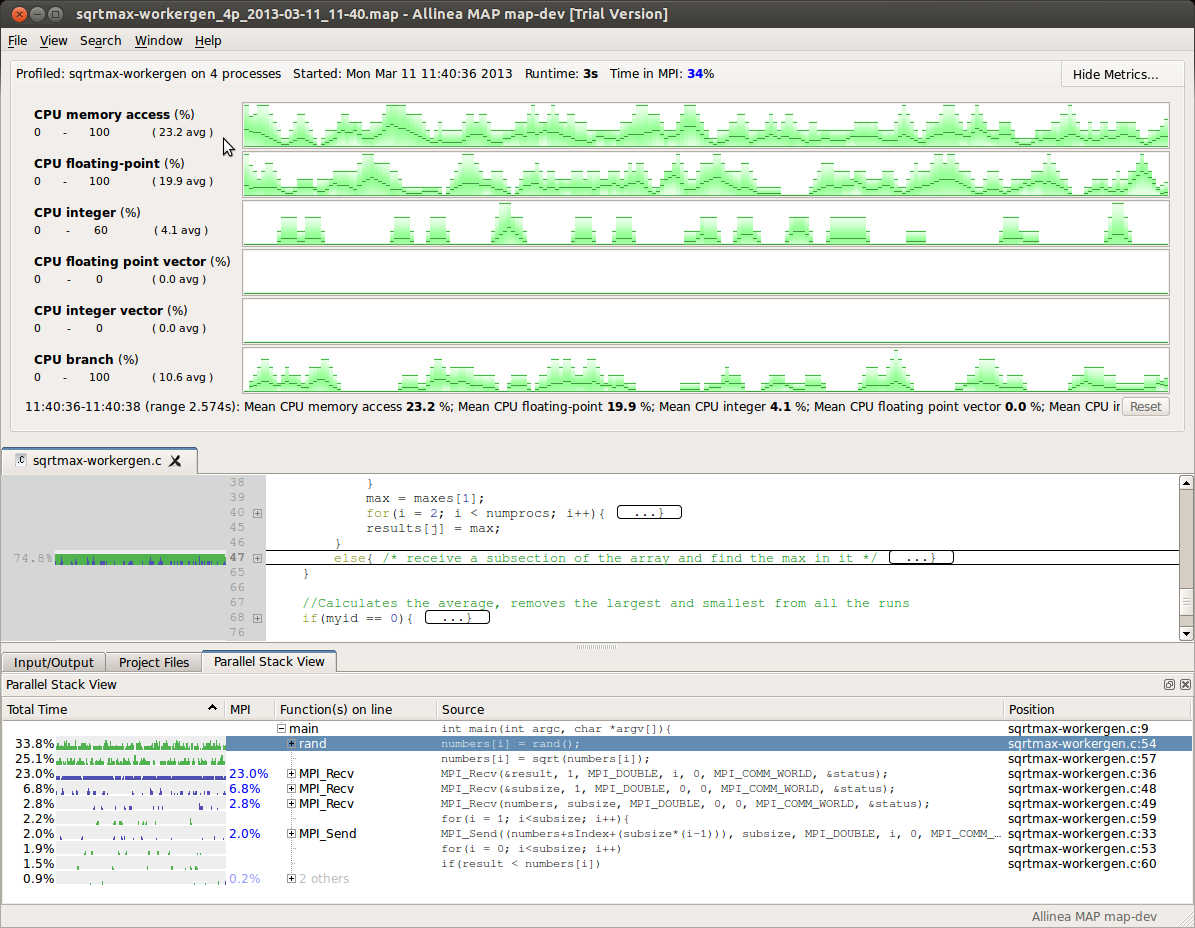 sqrtmax-workergen_4p_2013-03-11_11-40.map - Allinea MAP map-dev [Trial Version]
File View Search Window Help
Profiled: sqrtmax-workergen on 4 processes Started: Mon Mar 11 11:40:36 2013 Runtime: 3s Time in MPI: 34%
Hide Metrics...
CPU memory access (%)
0 - 100 ( 23.2 avg )
CPU floating-point (%)
0 - 100 ( 19.9 avg )
CPU integer (%)
0 - 60 ( 4.1 avg )
CPU floating point vector (%)
0 - 0 ( 0.0 avg )
CPU integer vector (%)
0 - 0 ( 0.0 avg )
CPU branch (%)
0 - 100 ( 10.6 avg )
11:40:36-11:40:38 (range 2.574s): Mean CPU memory access 23.2 %; Mean CPU floating-point 19.9 %; Mean CPU integer 4.1 %; Mean CPU floating point vector 0.0 %; Mean CPU ir Reset
.c sqrtmax-workergen.c X
38 }
39 max = maxes[1];
40 for(i = 2; i < numprocs; i++){ ...}
45 results[j] = max;
46 }
74.8% 47 else{ /* receive a subsection of the array and find the max in it */ ...}
65 }
66
67 //Calculates the average, removes the largest and smallest from all the runs
68 if(myid == 0){ ...}
76
Input/Output Project Files Parallel Stack View
Parallel Stack View
Total Time MPI Function(s) on line Source Position
main int main(int argc, char *argv[]){ sqrtmax-workergen.c:9
33.8% rand numbers[i] = rand(); sqrtmax-workergen.c:54
25.1% numbers[i] = sqrt(numbers[i]); sqrtmax-workergen.c:57
23.0% 23.0% MPI_Recv MPI_Recv(&result, 1, MPI_DOUBLE, i, 0, MPI_COMM_WORLD, &status); sqrtmax-workergen.c:36
6.8% 6.8% MPI_Recv MPI_Recv(&subsize, 1, MPI_DOUBLE, 0, 0, MPI_COMM_WORLD, &status); sqrtmax-workergen.c:48
2.8% 2.8% MPI_Recv MPI_Recv(numbers, subsize, MPI_DOUBLE, 0, 0, MPI_COMM_WORLD, &status); sqrtmax-workergen.c:49
2.2% for(i = 1; i<subsize; i++){ sqrtmax-workergen.c:59
2.0% 2.0% MPI_Send MPI_Send((numbers+sIndex+(subsize*(i-1))), subsize, MPI_DOUBLE, i, 0, MPI_COMM_... sqrtmax-workergen.c:33
1.9% for(i = 0; i<subsize; i++) sqrtmax-workergen.c:53
1.5% if(result < numbers[i]) sqrtmax-workergen.c:60
0.9% 0.2% 2 others
Allinea MAP map-dev